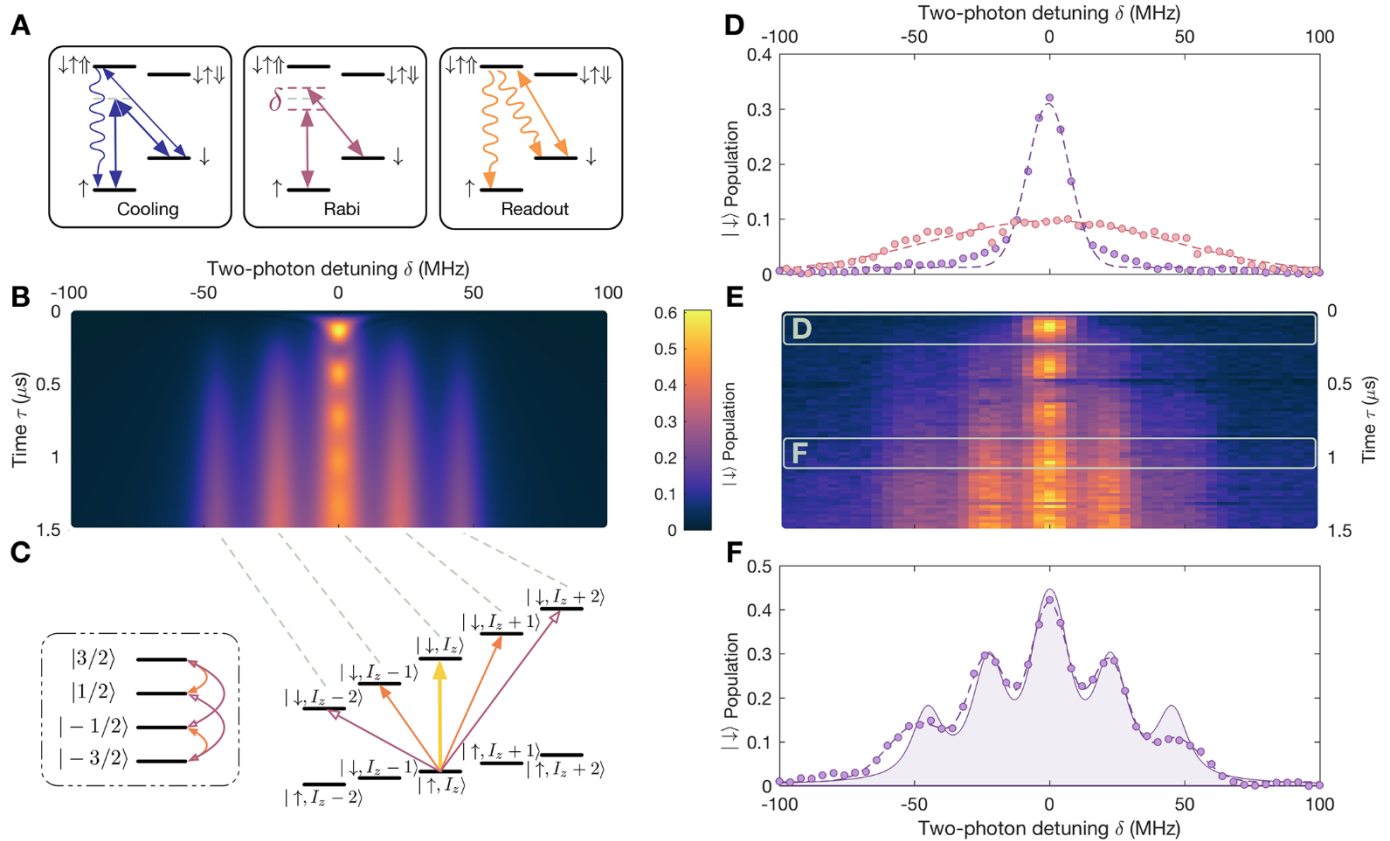 A
↓↑⇑
↓↑⇓
↓
↑
Cooling
↓↑⇑
↓↑⇓
δ
↓
↑
Rabi
↓↑⇑
↓↑⇓
↓
↑
Readout
B
Two-photon detuning δ (MHz)
-100 -50 0 50 100
Time τ (μs)
0
0.5
1
1.5
0.6
0.5
0.4
0.3
0.2
0.1
0
|↓⟩ Population
C
|3/2⟩
|1/2⟩
|−1/2⟩
|−3/2⟩
|↓, I_z + 2⟩
|↓, I_z + 1⟩
|↓, I_z⟩
|↓, I_z − 1⟩
|↓, I_z − 2⟩
|↑, I_z + 1⟩
|↑, I_z + 2⟩
|↓, I_z − 1⟩
|↑, I_z⟩
|↑, I_z − 2⟩
D
Two-photon detuning δ (MHz)
-100 -50 0 50 100
|↓⟩ Population
0.4
0.3
0.2
0.1
0
E
D
F
0
0.5
1
1.5
Time τ (μs)
F
|↓⟩ Population
0.5
0.4
0.3
0.2
0.1
0
-100 -50 0 50 100
Two-photon detuning δ (MHz)